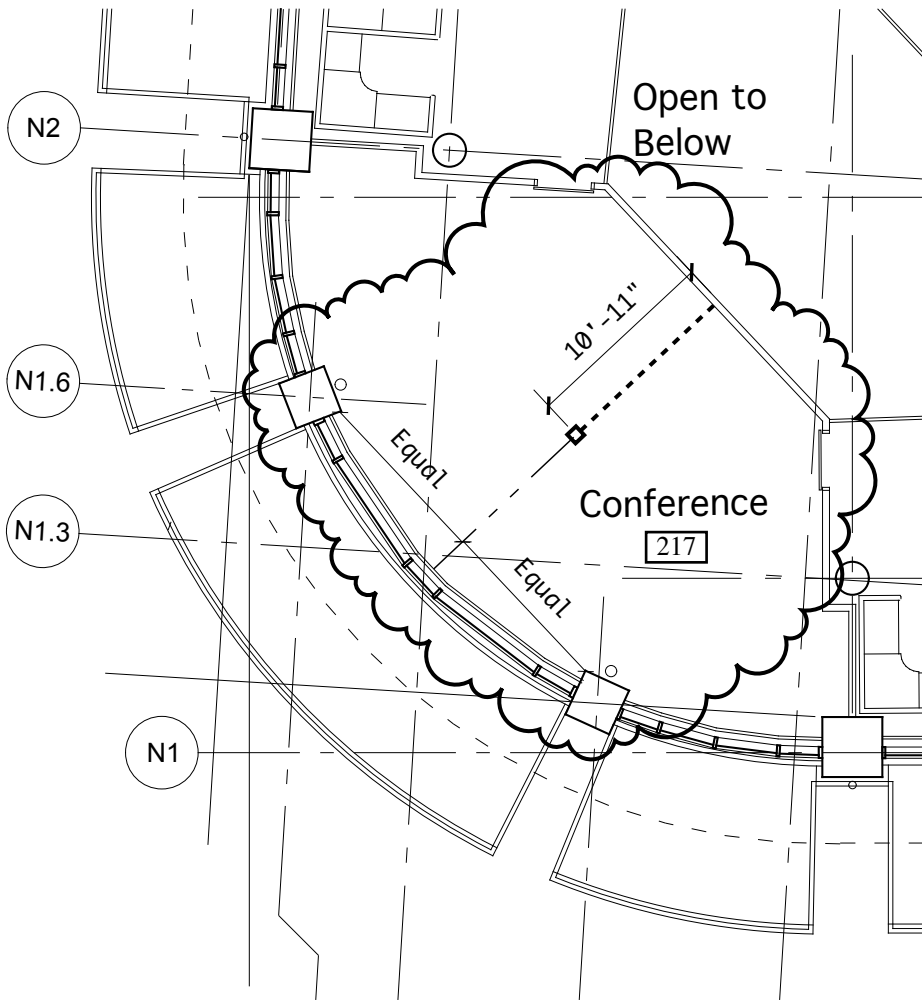 Open to
Below
N2
10'-11"
N1.6
Equal
Conference
N1.3
217
Equal
N1